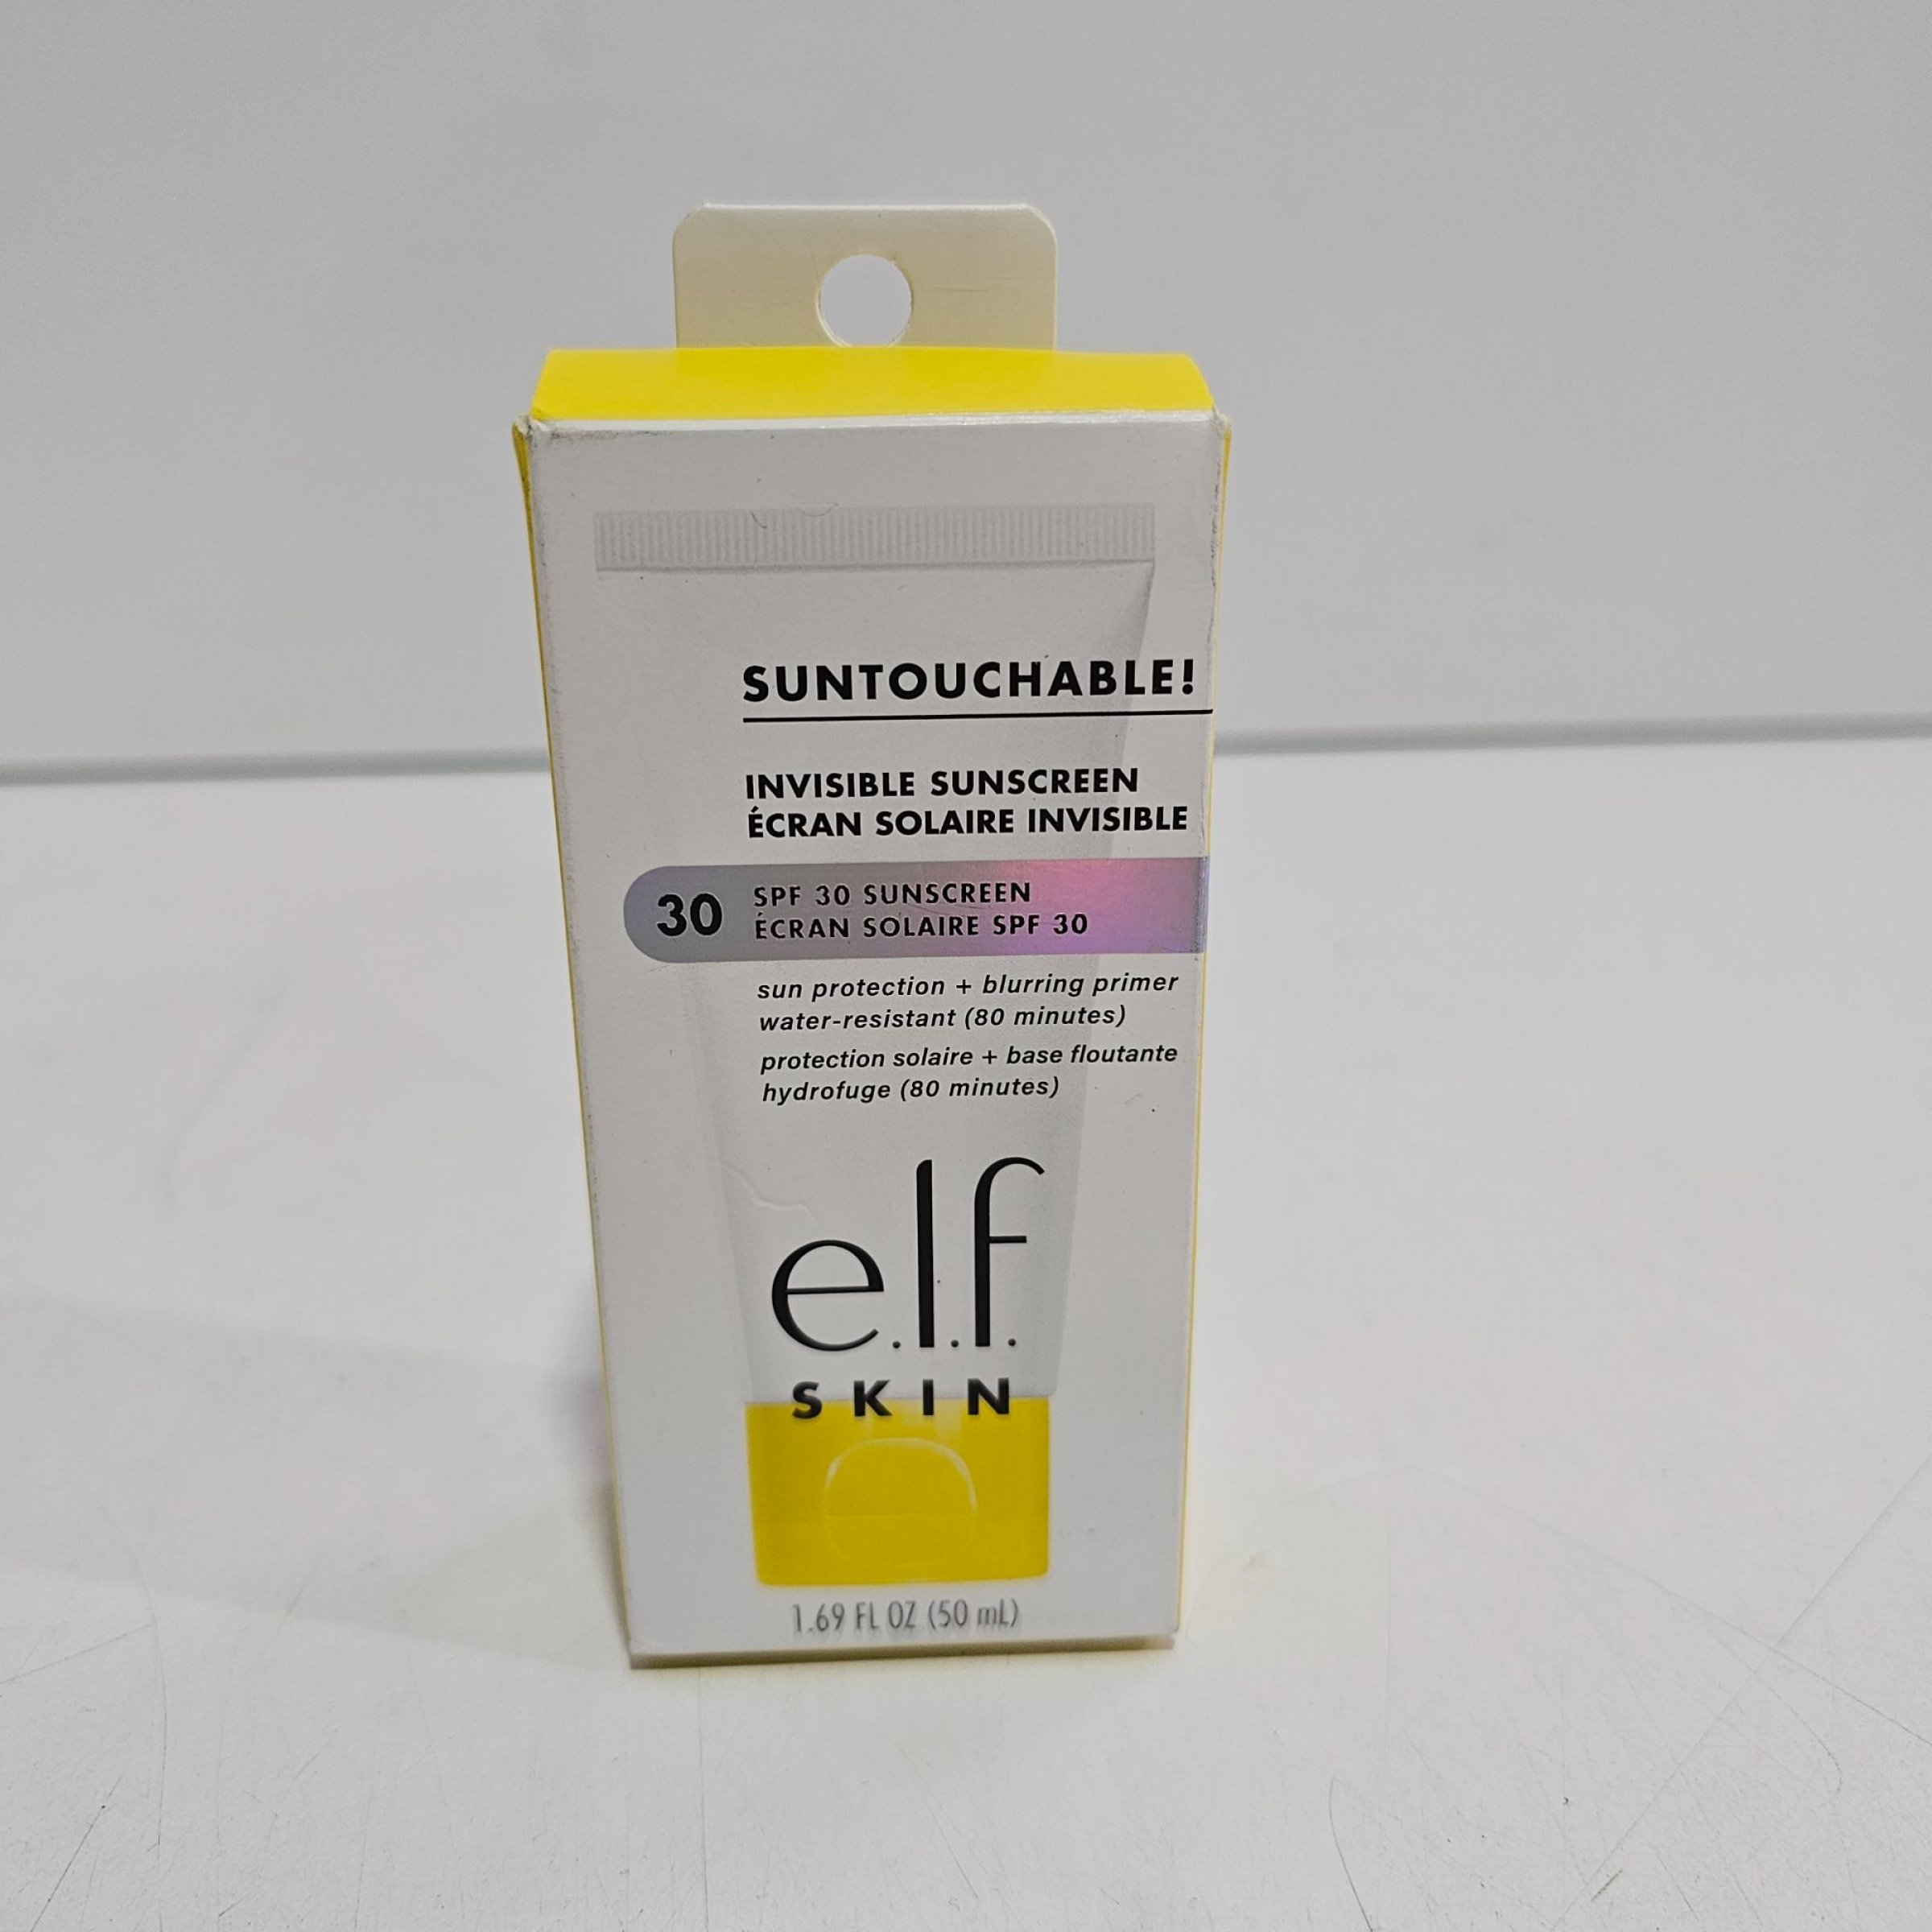 SUNTOUCHABLE!
INVISIBLE SUNSCREEN
ÉCRAN SOLAIRE INVISIBLE
30
SPF 30 SUNSCREEN
ÉCRAN SOLAIRE SPF 30
sun protection + blurring primer
water-resistant (80 minutes)
protection solaire + base floutante
hydrofuge (80 minutes)
e.l.f.
SKIN
1.69 FL OZ (50 mL)